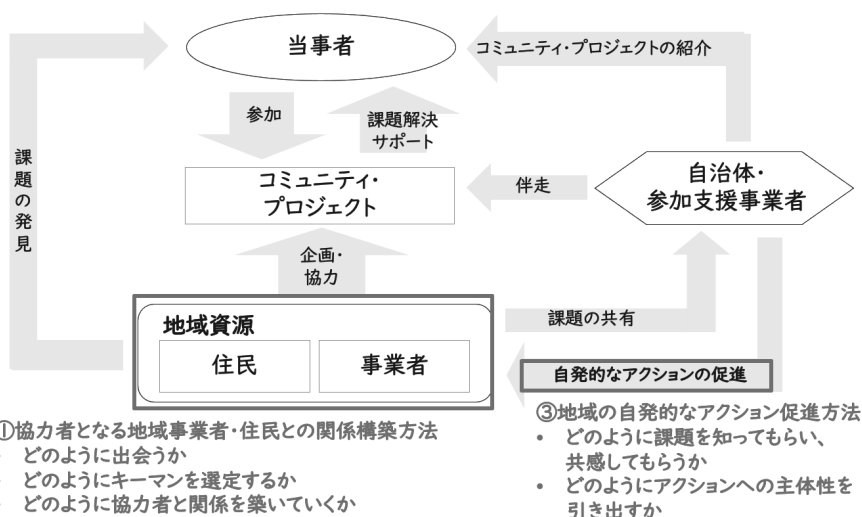 当事者
コミュニティ・プロジェクトの紹介
参加
課題解決
サポート
課題の発見
コミュニティ・
プロジェクト
伴走
自治体・
参加支援事業者
企画・
協力
地域資源
住民
事業者
課題の共有
自発的なアクションの促進
①協力者となる地域事業者・住民との関係構築方法
・ どのように出会うか
・ どのようにキーマンを選定するか
・ どのように協力者と関係を築いていくか
③地域の自発的なアクション促進方法
• どのように課題を知ってもらい、
共感してもらうか
• どのようにアクションへの主体性を
引き出すか